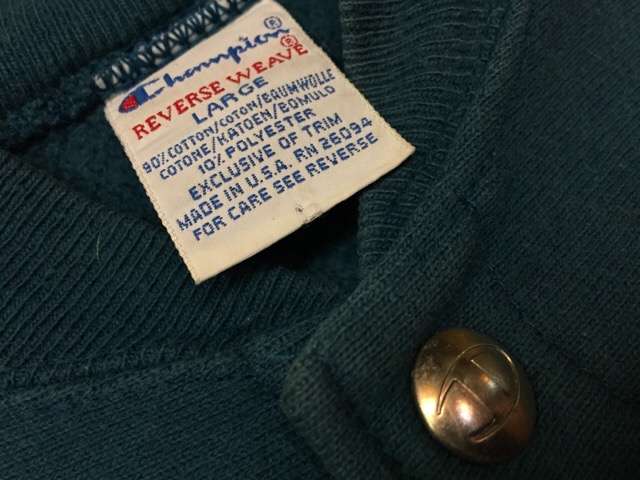 Champion®
REVERSE WEAVE®
LARGE
90% COTTON/COTON/BAUMWOLLE
COTONE/KATOEN/BOMULD
10% POLYESTER
EXCLUSIVE OF TRIM
MADE IN U.S.A. RN 26094
FOR CARE SEE REVERSE